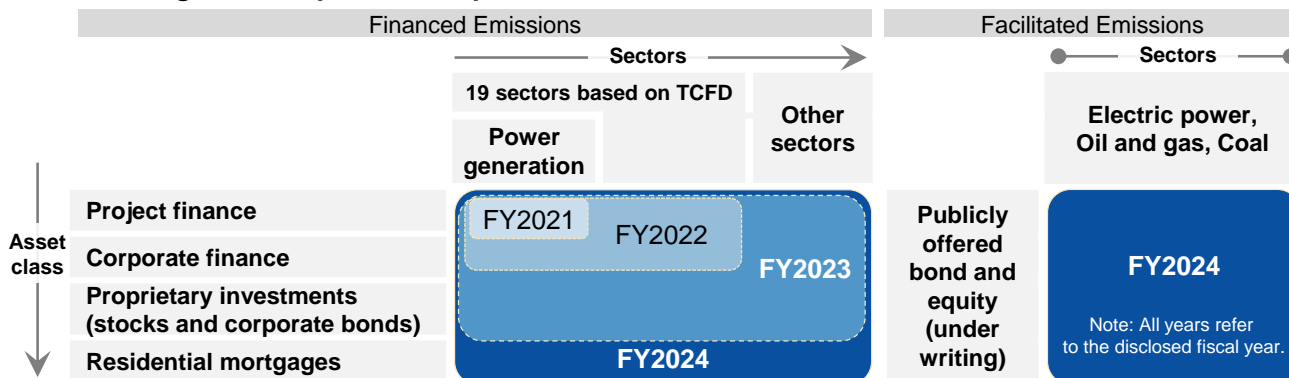 Financed Emissions
Facilitated Emissions
Sectors
Sectors
19 sectors based on TCFD
Power
generation
Other
sectors
Electric power,
Oil and gas, Coal
Asset
class
Project finance
Corporate finance
Proprietary investments
(stocks and corporate bonds)
Residential mortgages
FY2021
FY2022
FY2023
FY2024
Publicly
offered
bond and
equity
(under
writing)
FY2024
Note: All years refer
to the disclosed fiscal year.